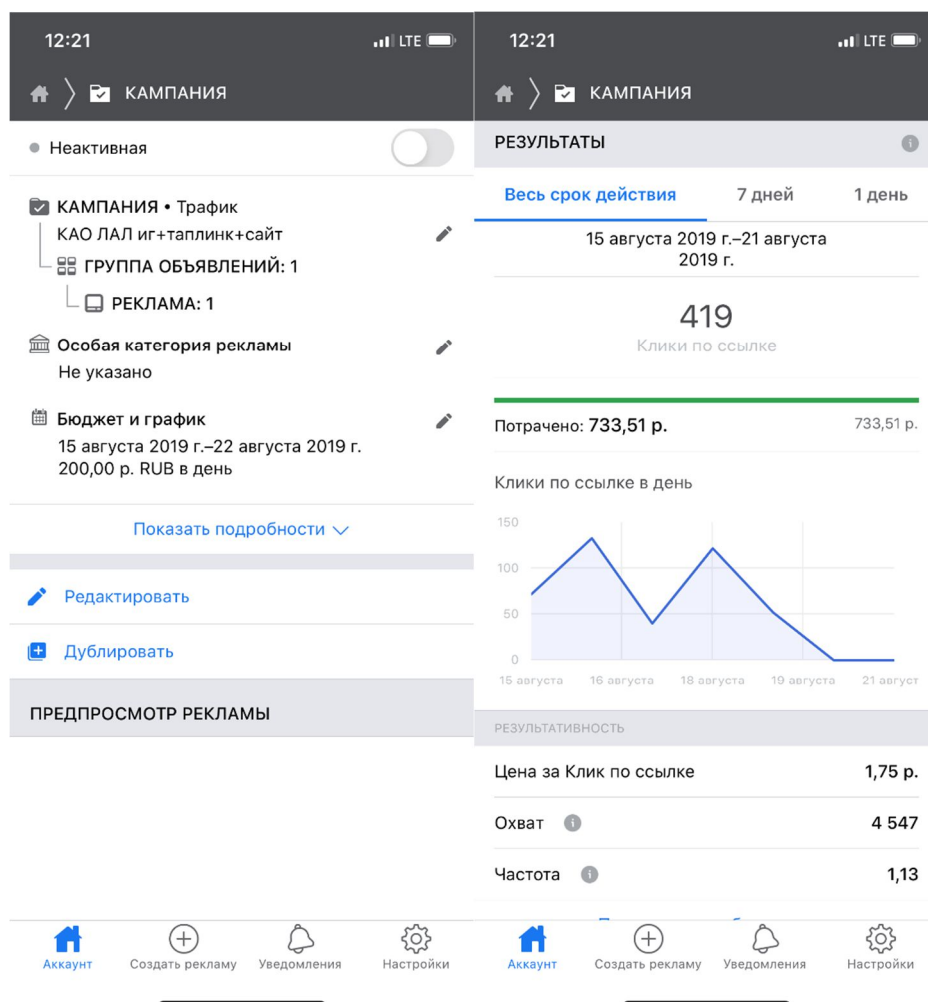 12:21
LTE
КАМПАНИЯ
Неактивная
КАМПАНИЯ • Трафик
КАО ЛАЛ иг+таплинк+сайт
ГРУППА ОБЪЯВЛЕНИЙ: 1
РЕКЛАМА: 1
Особая категория рекламы
Не указано
Бюджет и график
15 августа 2019 г.–22 августа 2019 г.
200,00 р. RUB в день
Показать подробности
Редактировать
Дублировать
ПРЕДПРОСМОТР РЕКЛАМЫ
Аккаунт
Создать рекламу
Уведомления
Настройки
12:21
LTE
КАМПАНИЯ
РЕЗУЛЬТАТЫ
Весь срок действия
7 дней
1 день
15 августа 2019 г.–21 августа
2019 г.
419
Клики по ссылке
Потрачено: 733,51 р.
733,51 р.
Клики по ссылке в день
150
100
50
0
15 августа
16 августа
18 августа
19 августа
21 август
РЕЗУЛЬТАТИВНОСТЬ
Цена за Клик по ссылке
1,75 р.
Охват
4 547
Частота
1,13
Аккаунт
Создать рекламу
Уведомления
Настройки